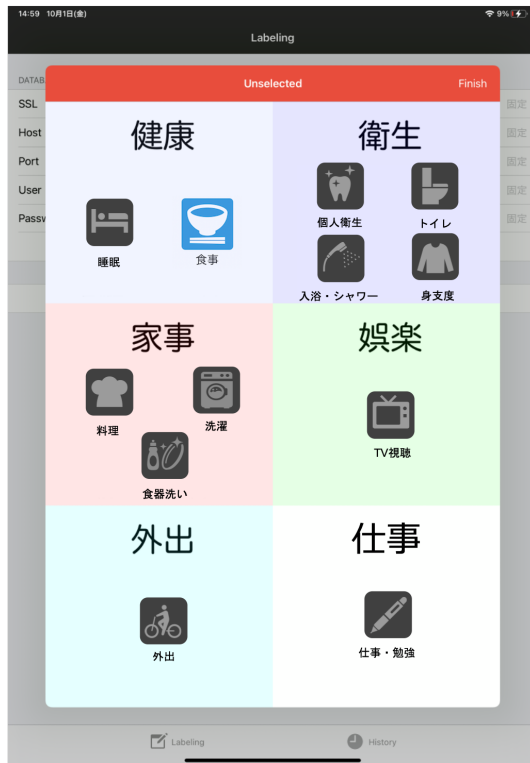 14:59 10月1日(金)
9%
Labeling
DATAB
Unselected
Finish
SSL
固定
Host
固定
Port
固定
User
固定
Passw
固定
健康
衛生
睡眠
食事
個人衛生
トイレ
入浴・シャワー
身支度
家事
娯楽
料理
洗濯
食器洗い
TV視聴
外出
仕事
外出
仕事・勉強
Labeling
History